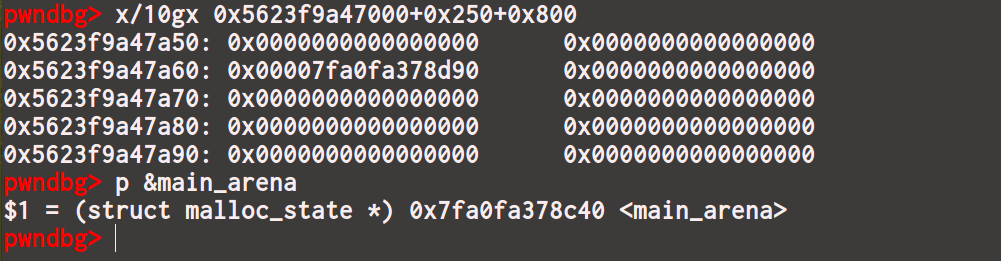 pwndbg> x/10gx 0x5623f9a47000+0x250+0x800
0x5623f9a47a50: 0x0000000000000000 0x0000000000000000
0x5623f9a47a60: 0x00007fa0fa378d90 0x0000000000000000
0x5623f9a47a70: 0x0000000000000000 0x0000000000000000
0x5623f9a47a80: 0x0000000000000000 0x0000000000000000
0x5623f9a47a90: 0x0000000000000000 0x0000000000000000
pwndbg> p &main_arena
$1 = (struct malloc_state *) 0x7fa0fa378c40 <main_arena>
pwndbg>